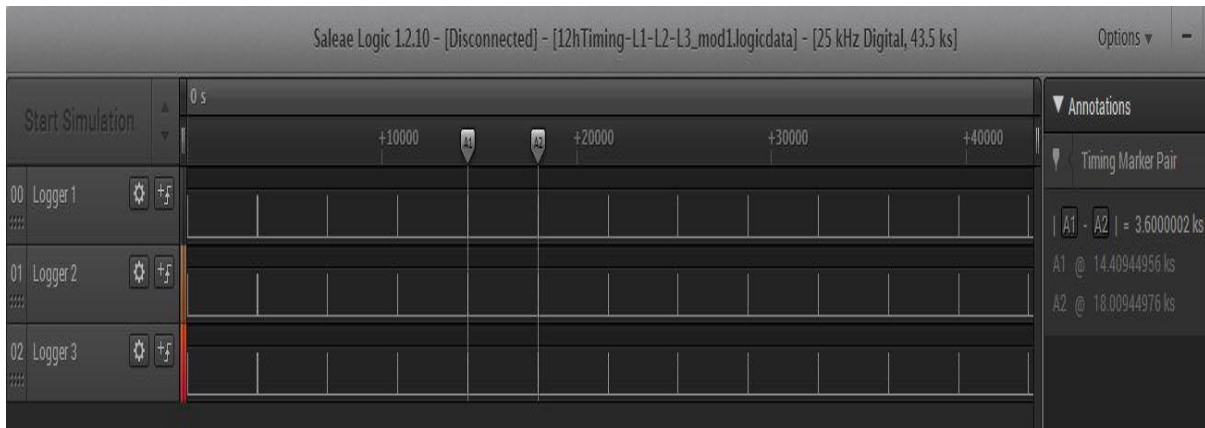 Saleae Logic 1.2.10 - [Disconnected] - [12hTiming-L1-L2-L3_mod1.logicdata] - [25 kHz Digital, 43.5 ks]
Options
Start Simulation
0 s
+10000
A1
A2
+20000
+30000
+40000
Annotations
Timing Marker Pair
| A1 - A2 | = 3.6000002 ks
A1 @ 14.40944956 ks
A2 @ 18.00944976 ks
00 Logger 1
01 Logger 2
02 Logger 3